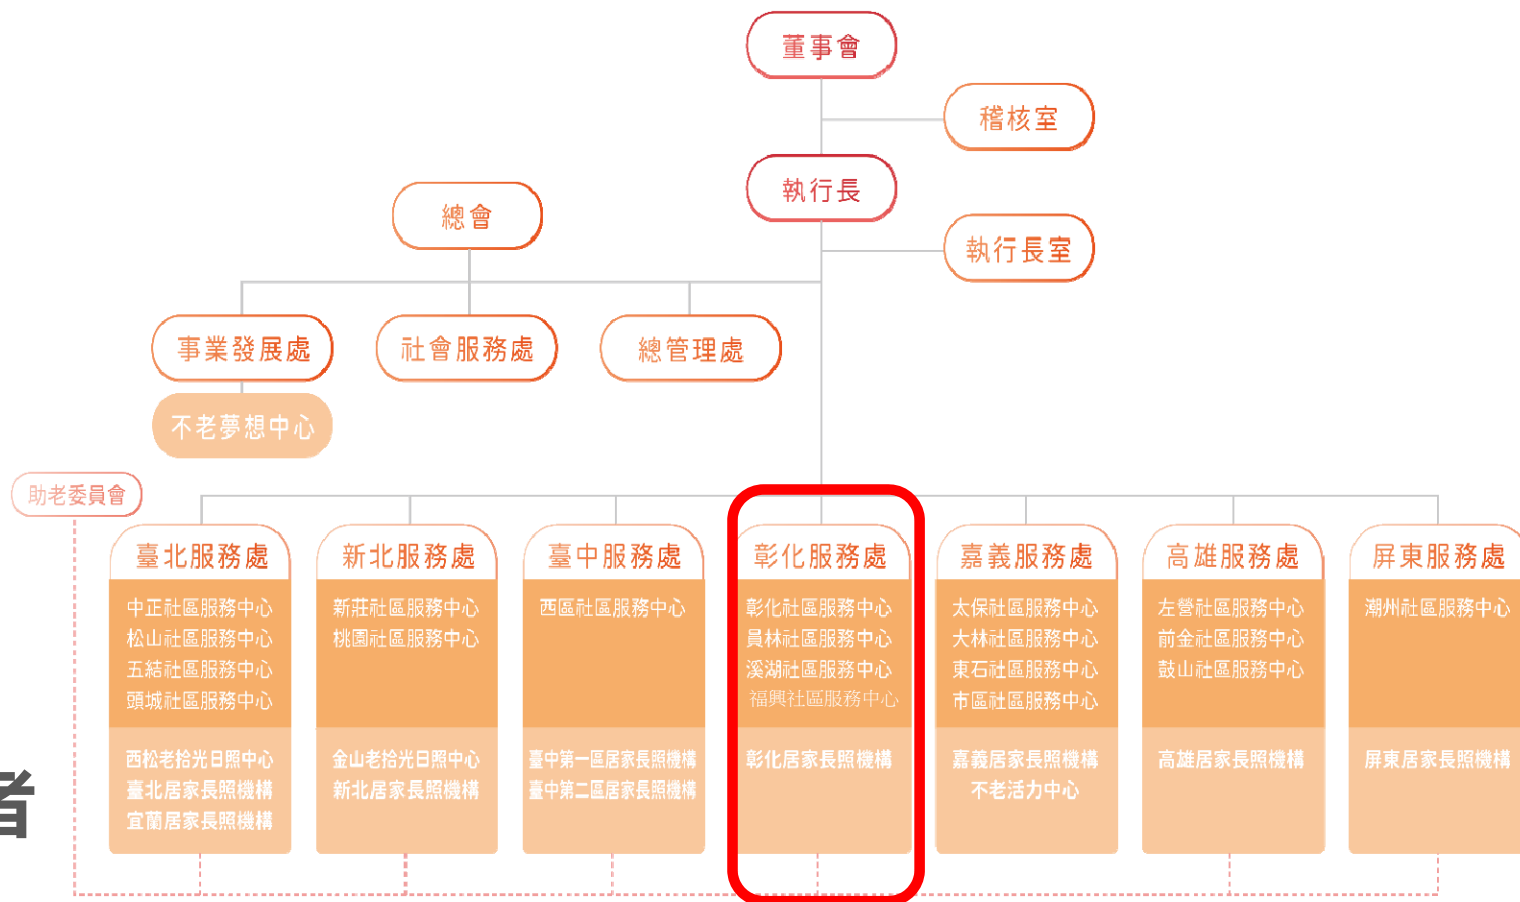 董事會
稽核室
執行長
總會
執行長室
事業發展處
社會服務處
總管理處
不老夢想中心
助老委員會
臺北服務處
中正社區服務中心
松山社區服務中心
五結社區服務中心
頭城社區服務中心
西松老拾光日照中心
臺北居家長照機構
宜蘭居家長照機構
新北服務處
新莊社區服務中心
桃園社區服務中心
金山老拾光日照中心
新北居家長照機構
臺中服務處
西區社區服務中心
臺中第一區居家長照機構
臺中第二區居家長照機構
彰化服務處
彰化社區服務中心
員林社區服務中心
溪湖社區服務中心
福興社區服務中心
彰化居家長照機構
嘉義服務處
太保社區服務中心
大林社區服務中心
東石社區服務中心
市區社區服務中心
嘉義居家長照機構
不老活力中心
高雄服務處
左營社區服務中心
前金社區服務中心
鼓山社區服務中心
高雄居家長照機構
屏東服務處
潮州社區服務中心
屏東居家長照機構
者